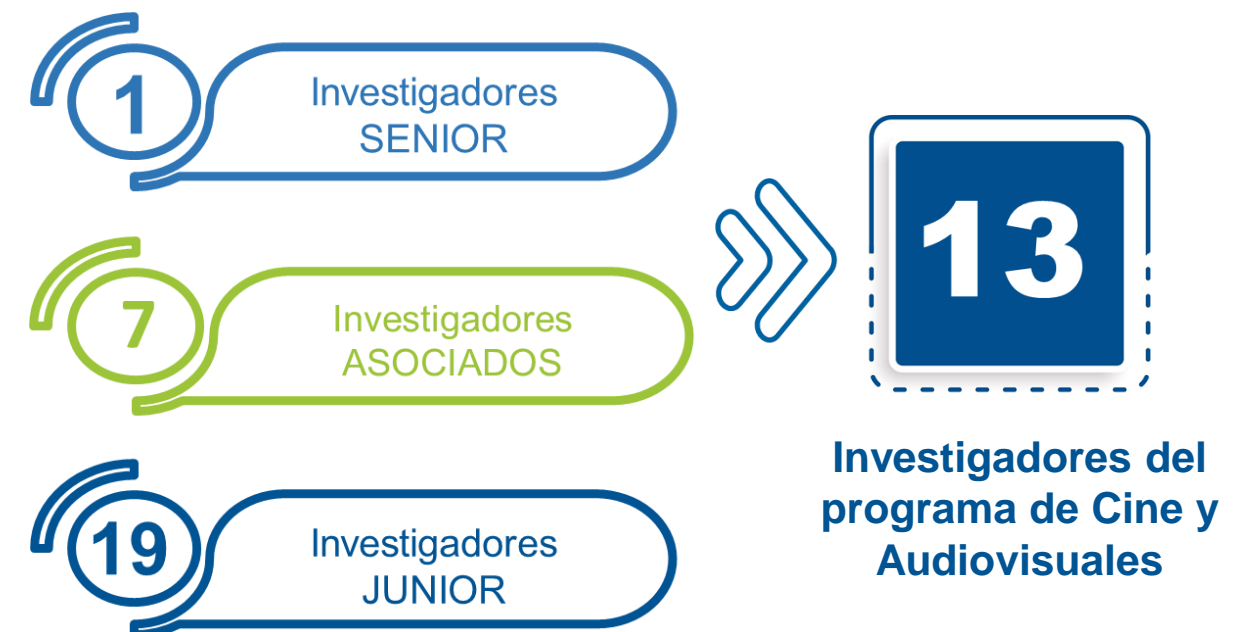 1
Investigadores
SENIOR
7
Investigadores
ASOCIADOS
19
Investigadores
JUNIOR
13
Investigadores del
programa de Cine y
Audiovisuales